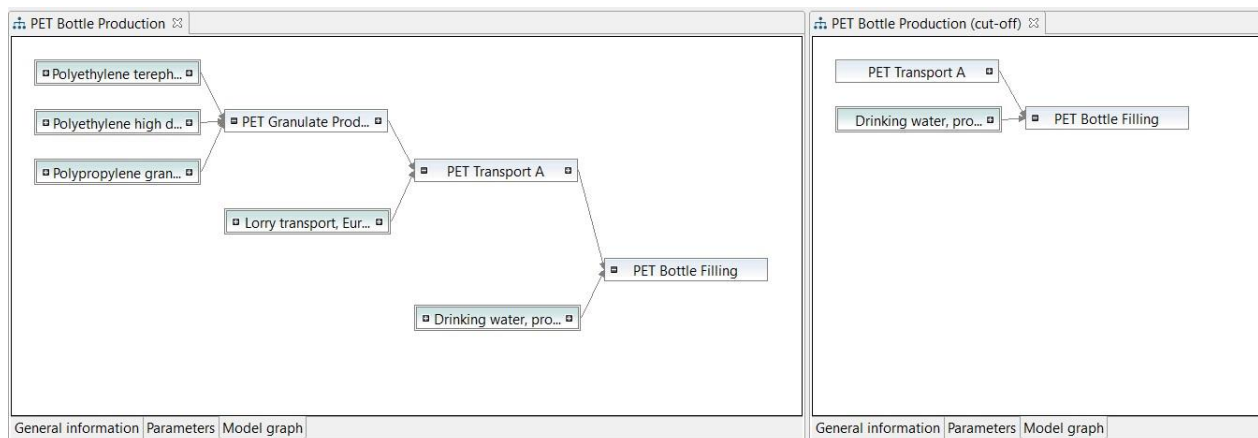 PET Bottle Production
Polyethylene tereph...
Polyethylene high d...
Polypropylene gran...
PET Granulate Prod...
Lorry transport, Eur...
PET Transport A
Drinking water, pro...
PET Bottle Filling
General information Parameters Model graph
PET Bottle Production (cut-off)
PET Transport A
Drinking water, pro...
PET Bottle Filling
General information Parameters Model graph